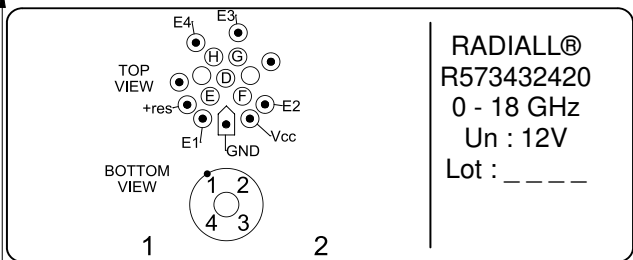 E4
E3
H G
TOP
VIEW
D
+res
E F
E2
E1
Vcc
GND
BOTTOM
VIEW
1 2
4 3
1 2
RADIALL®
R573432420
0 - 18 GHz
Un : 12V
Lot : _ _ _ _